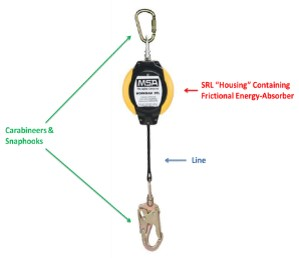 MSA
SRL "Housing" Containing
Frictional Energy-Absorber
Carabineers &
Snaphooks
Line